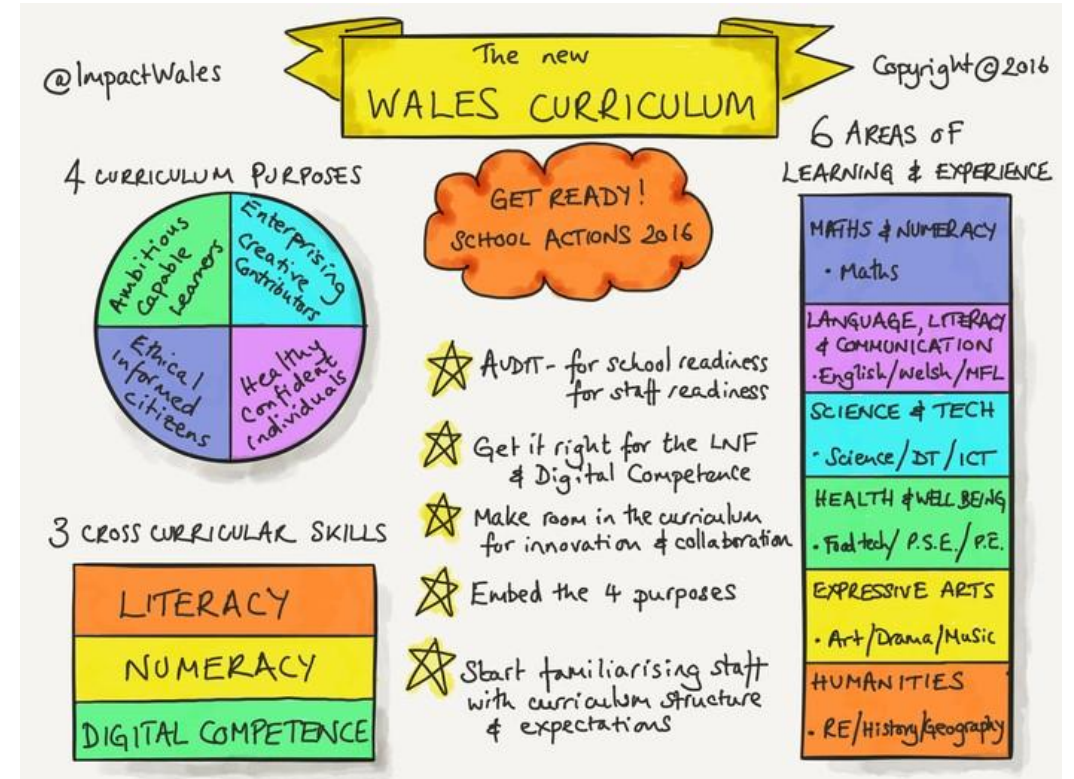 @ImpactWales
The new
WALES CURRICULUM
Copyright © 2016
4 CURRICULUM PURPOSES
Ambitious
Capable
Learners
Enterprising
Creative
Contributors
Ethical
Informed
citizens
Healthy
Confident
individuals
3 CROSS CURRICULAR SKILLS
LITERACY
NUMERACY
DIGITAL COMPETENCE
GET READY!
SCHOOL ACTIONS 2016
AUDIT - for school readiness
for staff readiness
Get it right for the LNF
& Digital Competence
Make room in the curriculum
for innovation & collaboration
Embed the 4 purposes
Start familiarising staff
with curriculum structure
& expectations
6 AREAS OF
LEARNING & EXPERIENCE
MATHS & NUMERACY
• Maths
LANGUAGE, LITERACY
& COMMUNICATION
• English/Welsh/MFL
SCIENCE & TECH
• Science/DT/ICT
HEALTH & WELL BEING
• Food tech/P.S.E./P.E.
EXPRESSIVE ARTS
• Art/Drama/Music
HUMANITIES
• RE/History/Geography